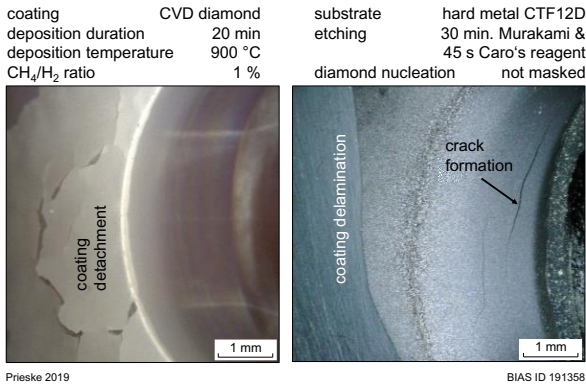 coating CVD diamond
deposition duration 20 min
deposition temperature 900 °C
CH₄/H₂ ratio 1 %
substrate hard metal CTF12D
etching 30 min. Murakami &
45 s Caro‘s reagent
diamond nucleation not masked
coating
detachment
1 mm
coating delamination
crack
formation
1 mm
Prieske 2019
BIAS ID 191358